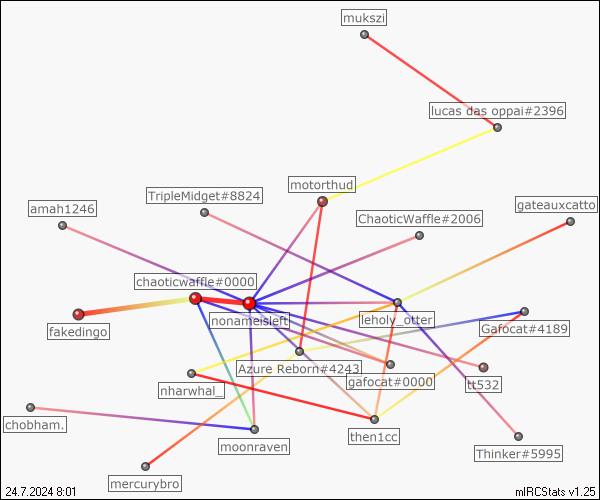 mukszi
lucas das oppai#2396
motorthud
TripleMidget#8824
amah1246
gateauxcatto
ChaoticWaffle#2006
chaoticwaffle#0000
nonameisleft
leholy_otter
fakedingo
Gafocat#4189
Azure Reborn#4243
gafocat#0000
tt532
nharwhal_
chobham.
then1cc
moonraven
Thinker#5995
mercurybro
24.7.2024 8:01
mIRCStats v1.25